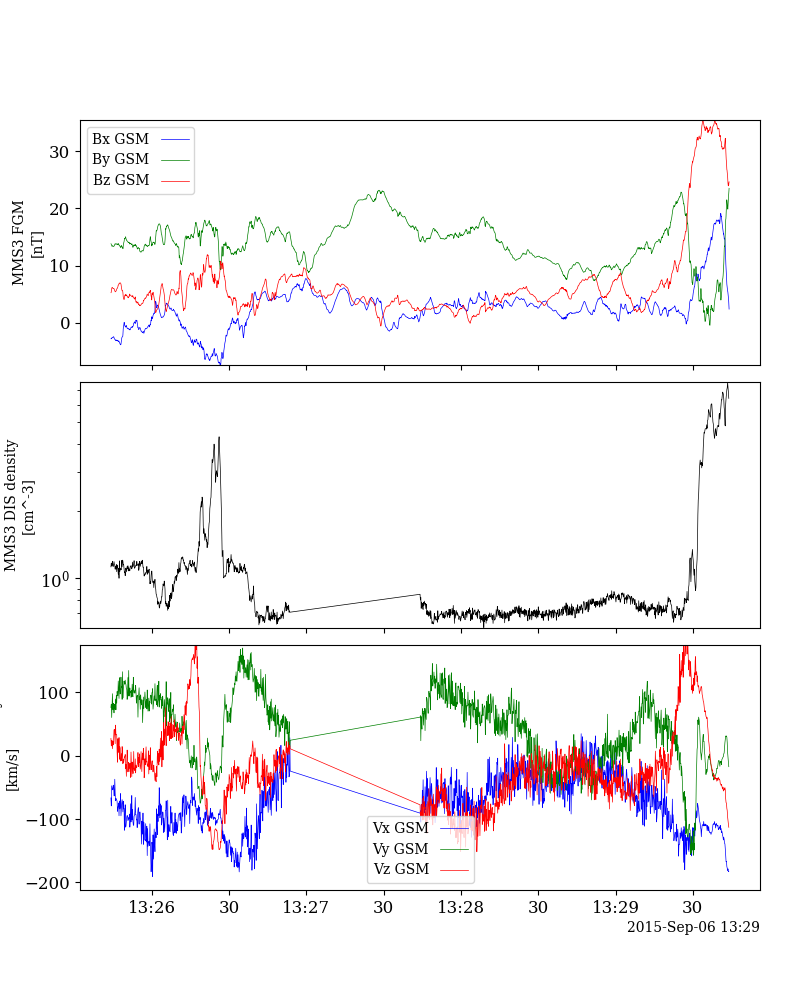 Bx GSM
By GSM
Bz GSM
30
20
10
0
MMS3 FGM
[nT]
MMS3 DIS density
[cm^-3]
10^0
100
0
−100
−200
[km/s]
Vx GSM
Vy GSM
Vz GSM
13:26
30
13:27
30
13:28
30
13:29
30
2015-Sep-06 13:29